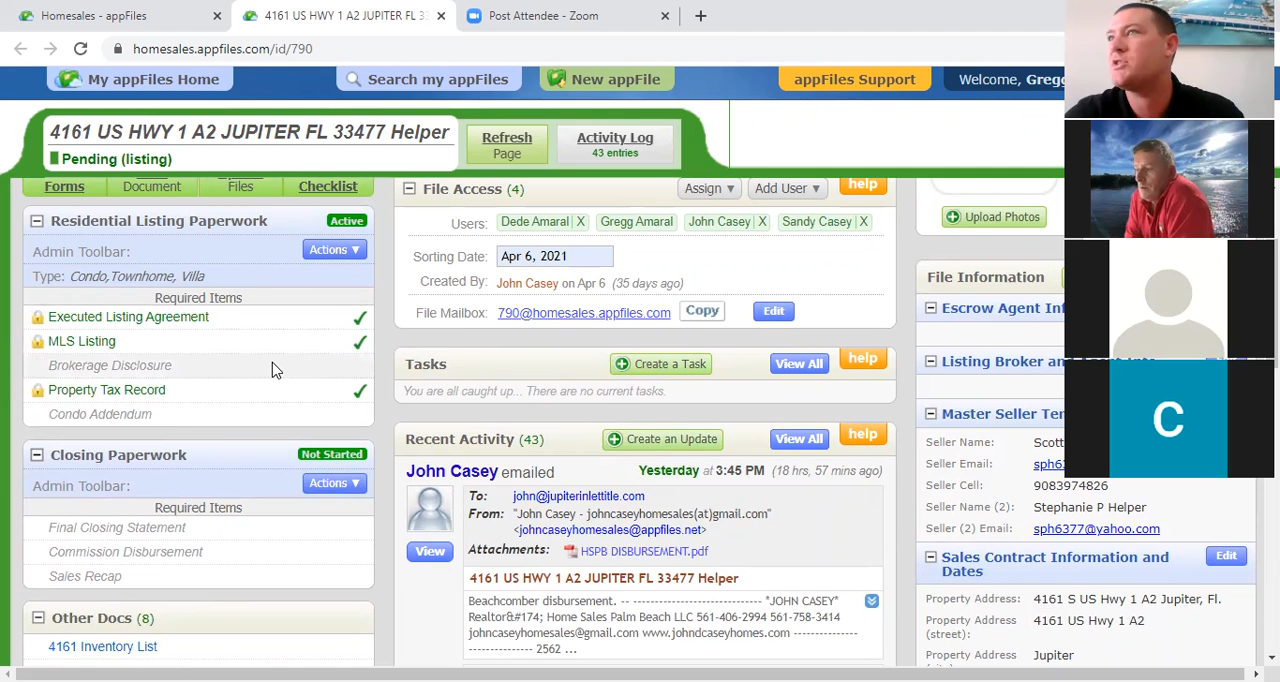 Homesales - appFiles
4161 US HWY 1 A2 JUPITER FL 33
Post Attendee - Zoom
homesales.appfiles.com/id/790
My appFiles Home
Search my appFiles
New appFile
appFiles Support
Welcome, Gregg
4161 US HWY 1 A2 JUPITER FL 33477 Helper
Pending (listing)
Refresh
Page
Activity Log
43 entries
Forms
Document
Files
Checklist
Residential Listing Paperwork
Active
Admin Toolbar:
Actions ▼
Type: Condo,Townhome, Villa
Required Items
Executed Listing Agreement
MLS Listing
Brokerage Disclosure
Property Tax Record
Condo Addendum
Closing Paperwork
Not Started
Admin Toolbar:
Actions ▼
Required Items
Final Closing Statement
Commission Disbursement
Sales Recap
Other Docs (8)
4161 Inventory List
File Access (4)
Assign ▼
Add User ▼
help
Users: Dede Amaral X Gregg Amaral John Casey X Sandy Casey X
Sorting Date: Apr 6, 2021
Created By: John Casey on Apr 6 (35 days ago)
File Mailbox: 790@homesales.appfiles.com Copy Edit
Tasks
Create a Task
View All
help
You are all caught up... There are no current tasks.
Recent Activity (43)
Create an Update
View All
help
John Casey emailed
Yesterday at 3:45 PM (18 hrs, 57 mins ago)
To: john@jupiterinlettitle.com
From: "John Casey - johncaseyhomesales(at)gmail.com"
<johncaseyhomesales@appfiles.net>
View
Attachments: HSPB DISBURSEMENT.pdf
4161 US HWY 1 A2 JUPITER FL 33477 Helper
Beachcomber disbursement. -- ---------------------------- *JOHN CASEY*
Realtor&#174; Home Sales Palm Beach LLC 561-406-2994 561-758-3414
johncaseyhomesales@gmail.com www.johndcaseyhomes.com ---------------
--------------- 2562 ...
Upload Photos
File Information
Escrow Agent Inf
Listing Broker an
Master Seller Ter
Seller Name: Scott
Seller Email: sph6
Seller Cell: 9083974826
Seller Name (2): Stephanie P Helper
Seller (2) Email: sph6377@yahoo.com
Sales Contract Information and
Dates
Edit
Property Address: 4161 S US Hwy 1 A2 Jupiter, Fl.
Property Address
(street): 4161 US Hwy 1 A2
Property Address Jupiter
C